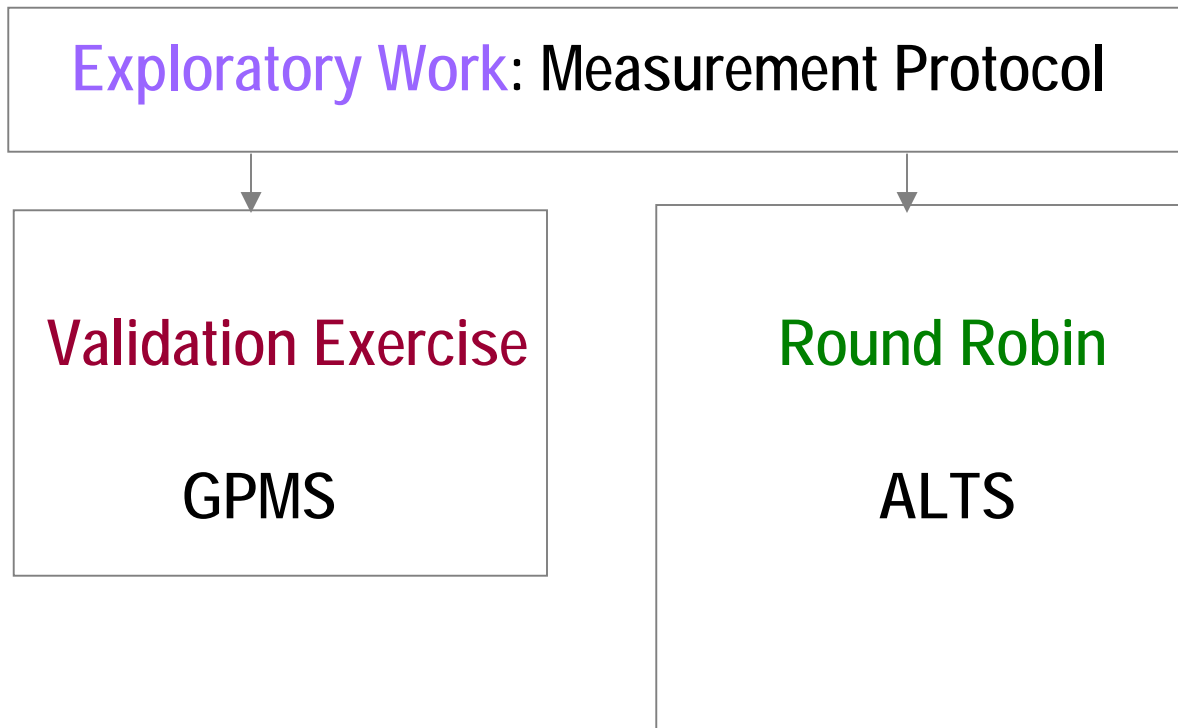 Exploratory Work: Measurement Protocol
Validation Exercise
GPMS
Round Robin
ALTS